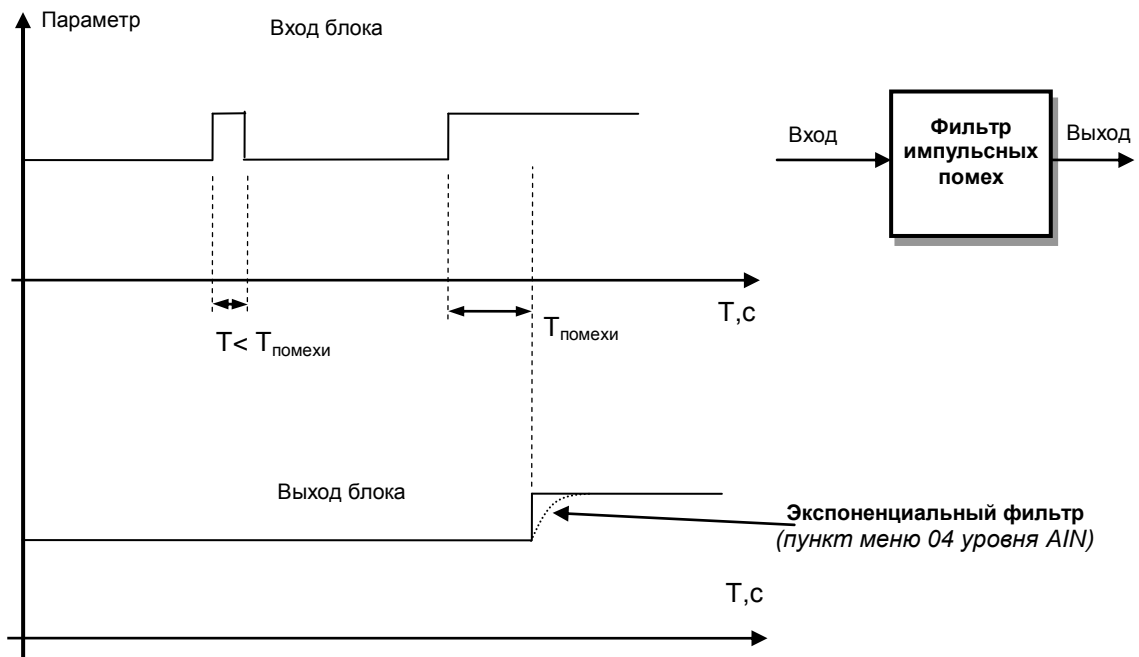 Параметр
Вход блока
Вход
Фильтр
импульсных
помех
Выход
T,c
T< Tпомехи
Tпомехи
Выход блока
Экспоненциальный фильтр
(пункт меню 04 уровня AIN)
T,c